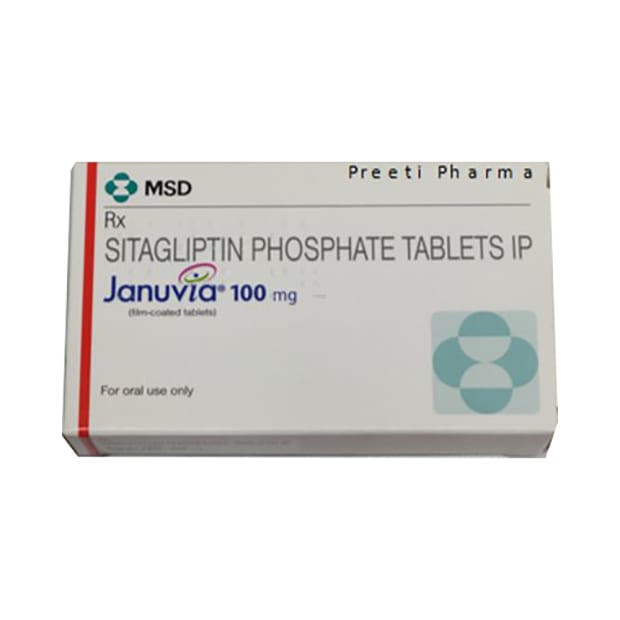 Preeti Pharma
MSD
Rx
SITAGLIPTIN PHOSPHATE TABLETS IP
Januvia® 100 mg
(film-coated tablets)
For oral use only